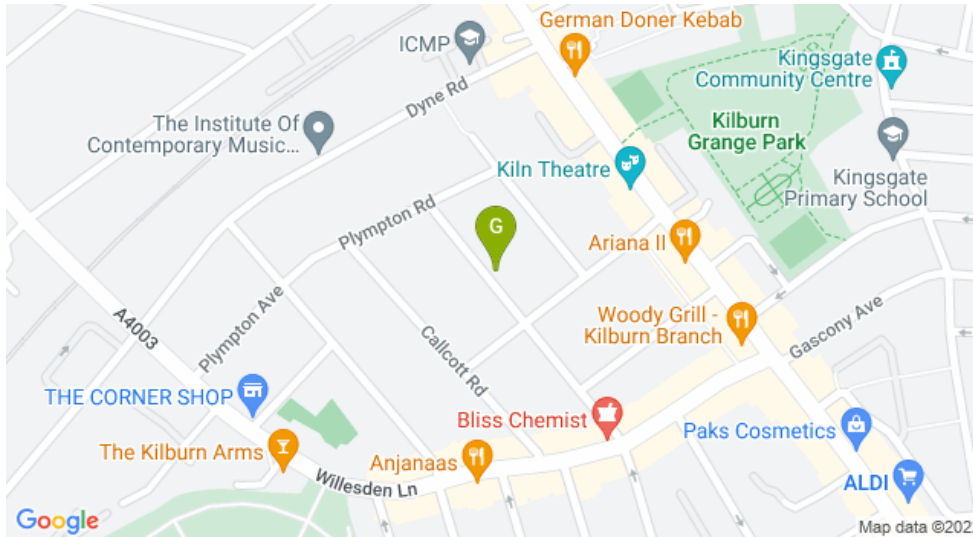 German Doner Kebab
ICMP
Dyne Rd
Kingsgate
Community Centre
The Institute Of
Contemporary Music...
Kilburn
Grange Park
Kiln Theatre
Kingsgate
Primary School
Plympton Rd
G
Ariana II
Woody Grill -
Kilburn Branch
Gascony Ave
Plympton Ave
A4003
Callcott Rd
THE CORNER SHOP
Bliss Chemist
Paks Cosmetics
The Kilburn Arms
Anjanaas
Willesden Ln
ALDI
Google
Map data ©202